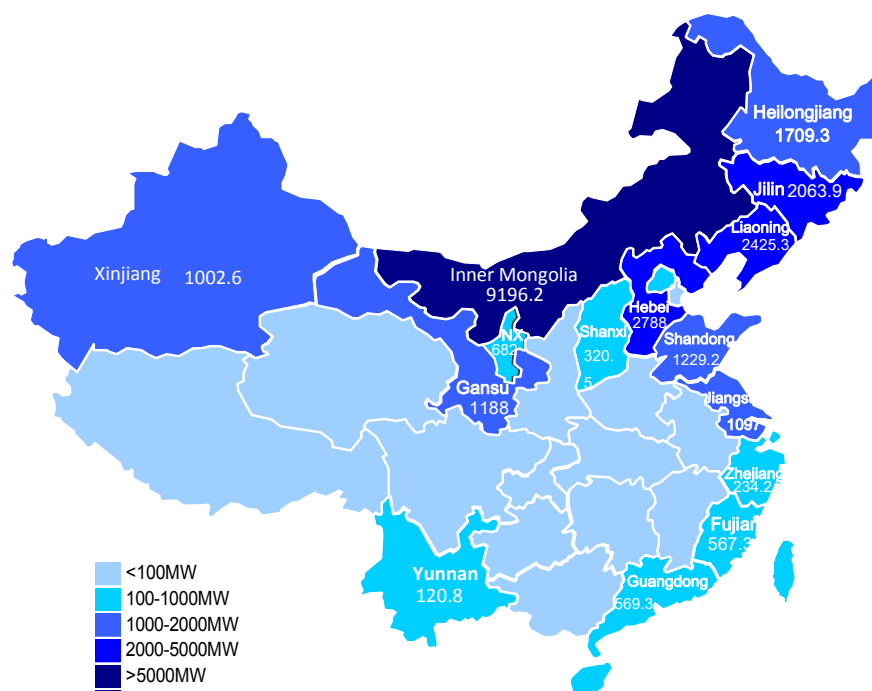 Heilongjiang
1709.3
Jilin 2063.9
Liaoning
2425.3
Xinjiang 1002.6
Inner Mongolia
9196.2
Hebei
2788
NX
682
Shanxi
320.
5
Shandong
1229.2
Gansu
1188
Jiangs
1097
Zhejiang
234.2
Fujian
567.3
Yunnan
120.8
Guangdong
569.3
<100MW
100-1000MW
1000-2000MW
2000-5000MW
>5000MW